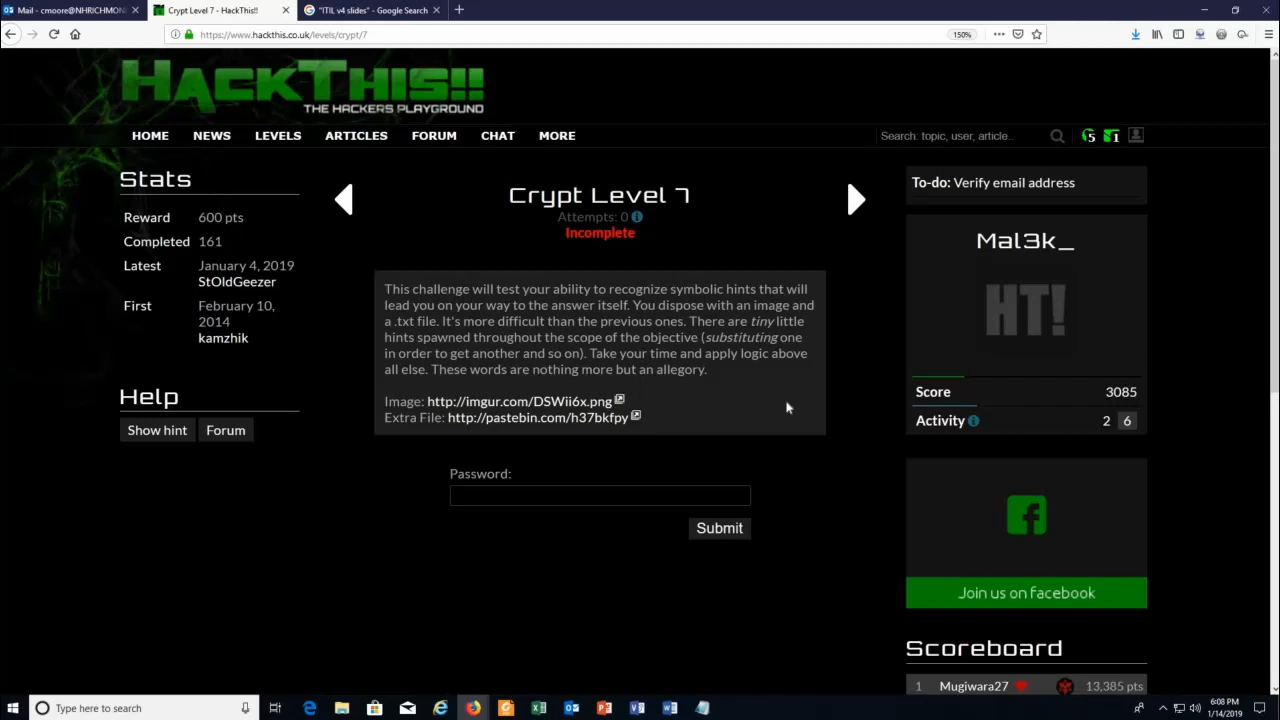 Mail - cmoore@NHRICHMON
Crypt Level 7 - HackThis!!
"ITIL v4 slides" - Google Search
https://www.hackthis.co.uk/levels/crypt/7
150%
HACKTHIS!!
THE HACKERS PLAYGROUND
HOME NEWS LEVELS ARTICLES FORUM CHAT MORE
Search: topic, user, article...
5 1
Stats
Reward 600 pts
Completed 161
Latest January 4, 2019
StOldGeezer
First February 10,
2014
kamzhik
Help
Show hint Forum
Crypt Level 7
Attempts: 0
Incomplete
This challenge will test your ability to recognize symbolic hints that will
lead you on your way to the answer itself. You dispose with an image and
a .txt file. It's more difficult than the previous ones. There are tiny little
hints spawned throughout the scope of the objective (substituting one
in order to get another and so on). Take your time and apply logic above
all else. These words are nothing more but an allegory.
Image: http://imgur.com/DSWii6x.png
Extra File: http://pastebin.com/h37bkfpy
Password:
Submit
To-do: Verify email address
Mal3k_
HT!
Score 3085
Activity 2 6
Join us on facebook
Scoreboard
1 Mugiwara27 13,385 pts
Type here to search
6:08 PM
1/14/2019